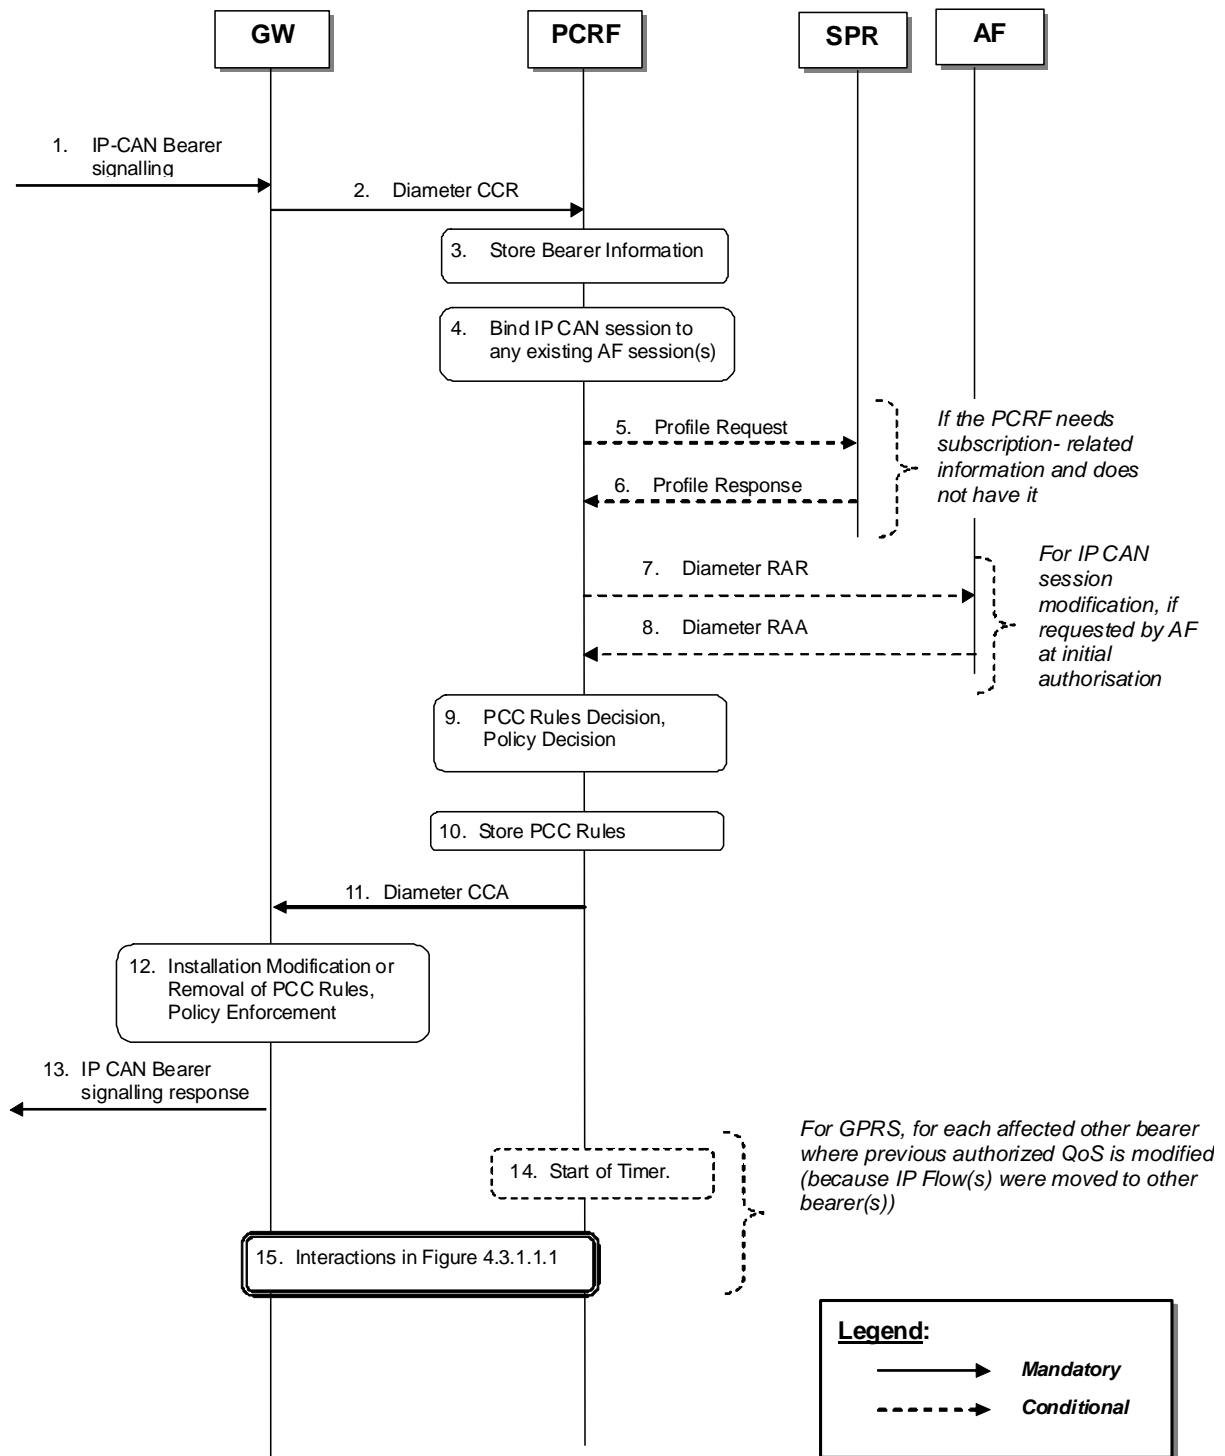 GW
PCRF
SPR
AF
1. IP-CAN Bearer
signalling
2. Diameter CCR
3. Store Bearer Information
4. Bind IP CAN session to
any existing AF session(s)
5. Profile Request
6. Profile Response
If the PCRF needs
subscription- related
information and does
not have it
7. Diameter RAR
8. Diameter RAA
For IP CAN
session
modification, if
requested by AF
at initial
authorisation
9. PCC Rules Decision,
Policy Decision
10. Store PCC Rules
11. Diameter CCA
12. Installation Modification or
Removal of PCC Rules,
Policy Enforcement
13. IP CAN Bearer
signalling response
For GPRS, for each affected other bearer
where previous authorized QoS is modified
(because IP Flow(s) were moved to other
bearer(s))
14. Start of Timer.
15. Interactions in Figure 4.3.1.1.1
Legend:
Mandatory
Conditional